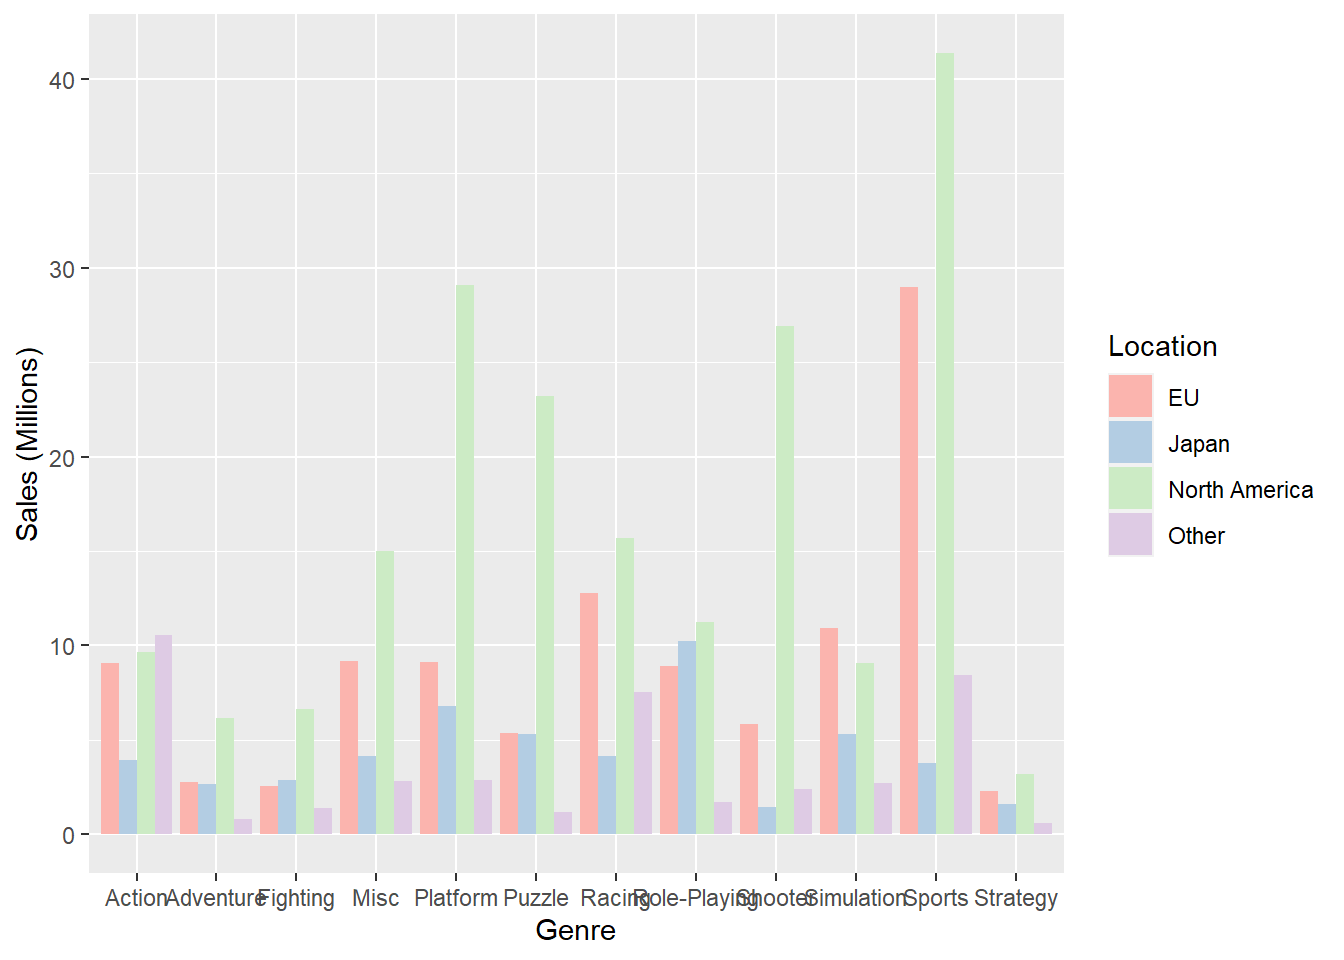 40
30
20
10
0
Sales (Millions)
Action Adventure Fighting Misc Platform Puzzle Racing Role-Playing Shooter Simulation Sports Strategy
Genre
Location
EU
Japan
North America
Other